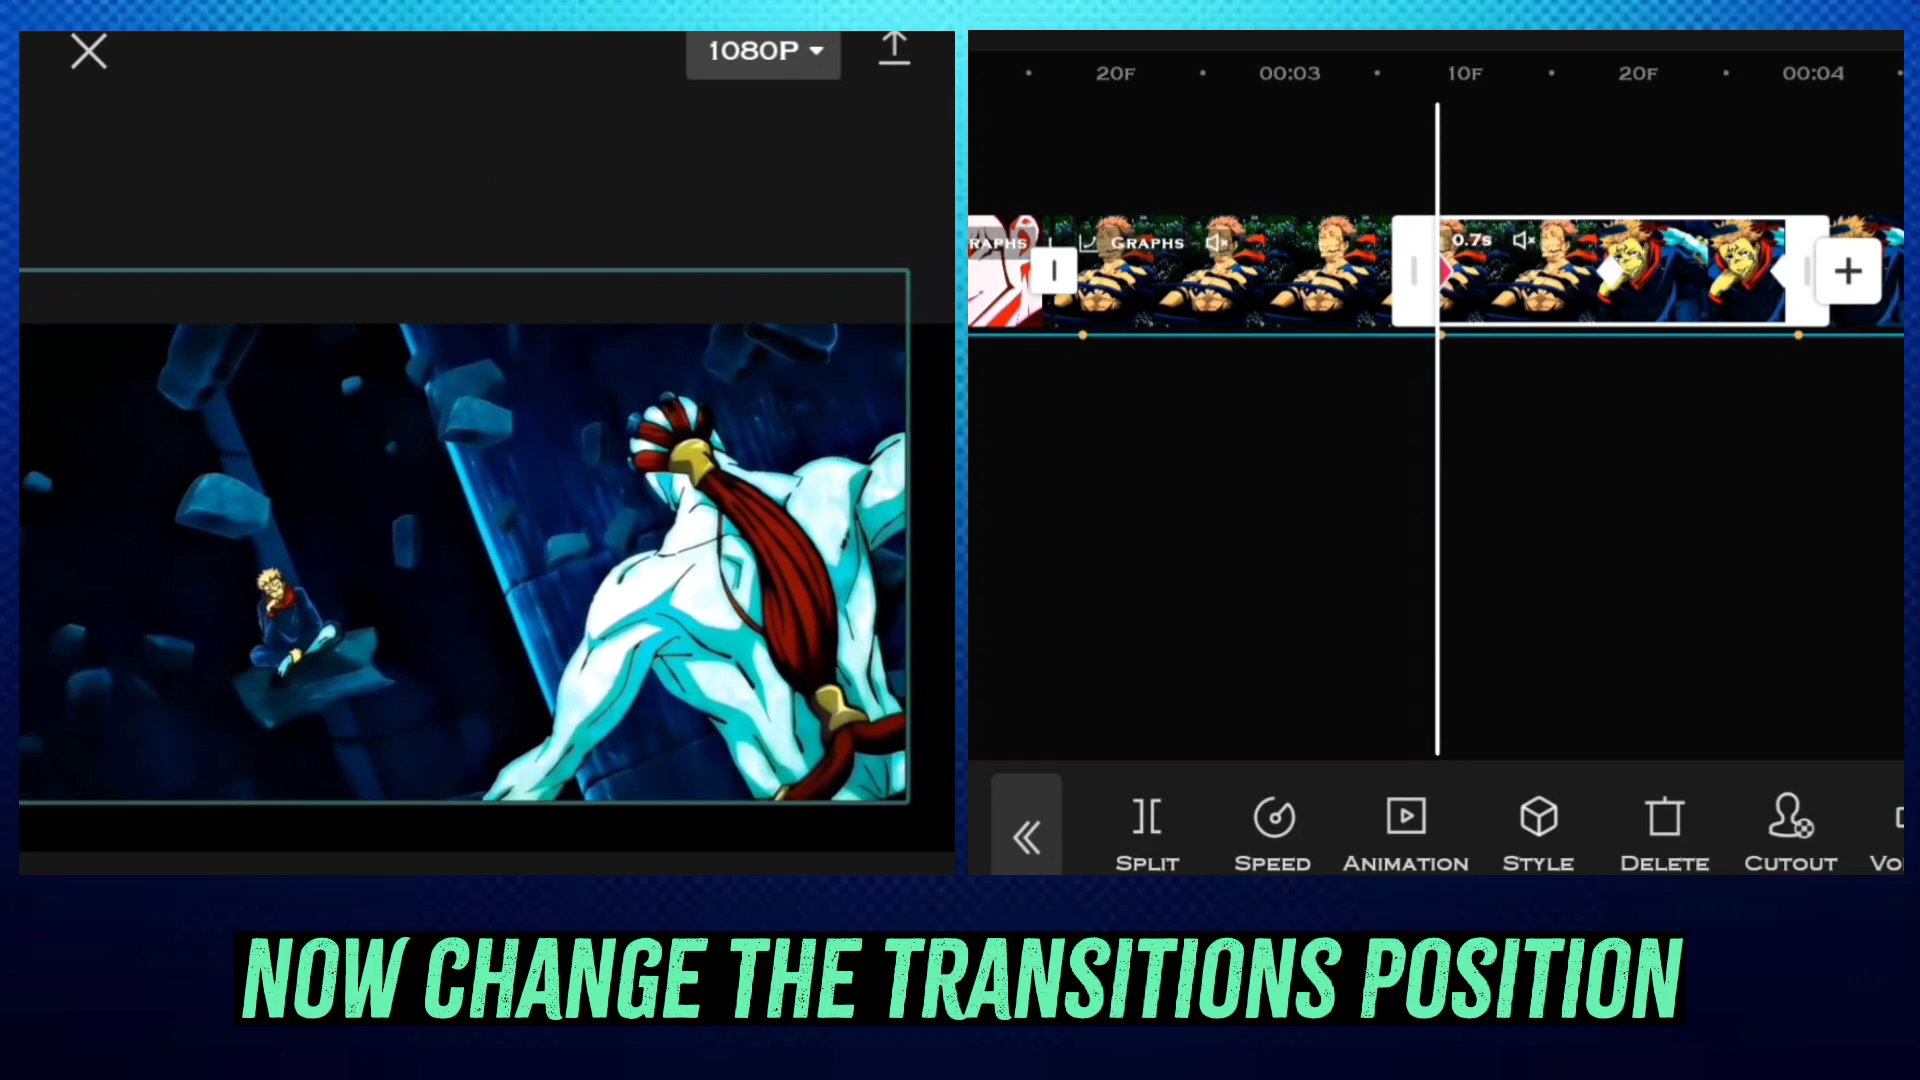 1080P
20F 00:03 10F 20F 00:04
RAPHS
GRAPHS
0.7s
SPLIT SPEED ANIMATION STYLE DELETE CUTOUT VO
NOW CHANGE THE TRANSITIONS POSITION